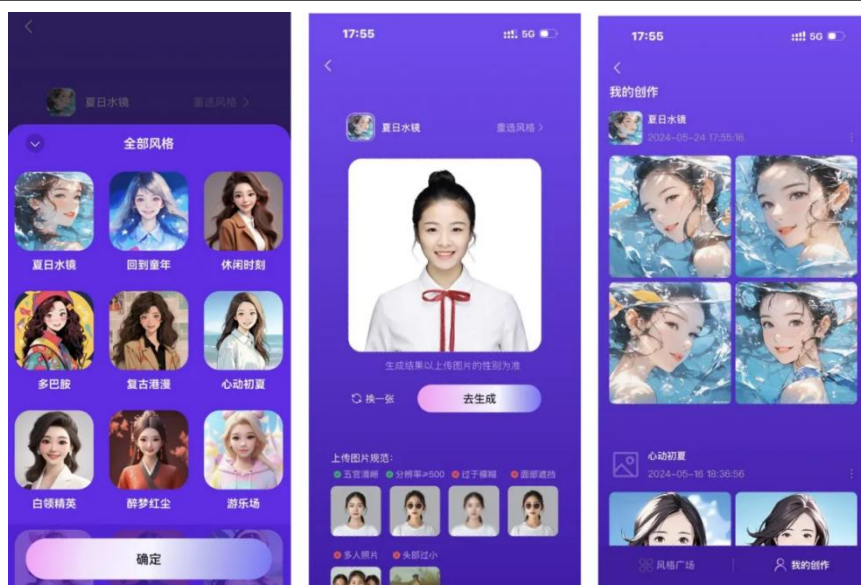 夏日水镜
重选风格 >
全部风格
夏日水镜
回到童年
休闲时刻
多巴胺
复古港漫
心动初夏
白领精英
醉梦红尘
游乐场
确定
17:55
5G
夏日水镜
重选风格 >
生成结果以上传图片的性别为准
换一张
去生成
上传图片规范:
五官清晰
分辨率≥500
过于模糊
面部遮挡
多人照片
头部过小
17:55
5G
我的创作
夏日水镜
2024-05-24 17:55:16
心动初夏
2024-05-16 18:36:56
风格广场
我的创作